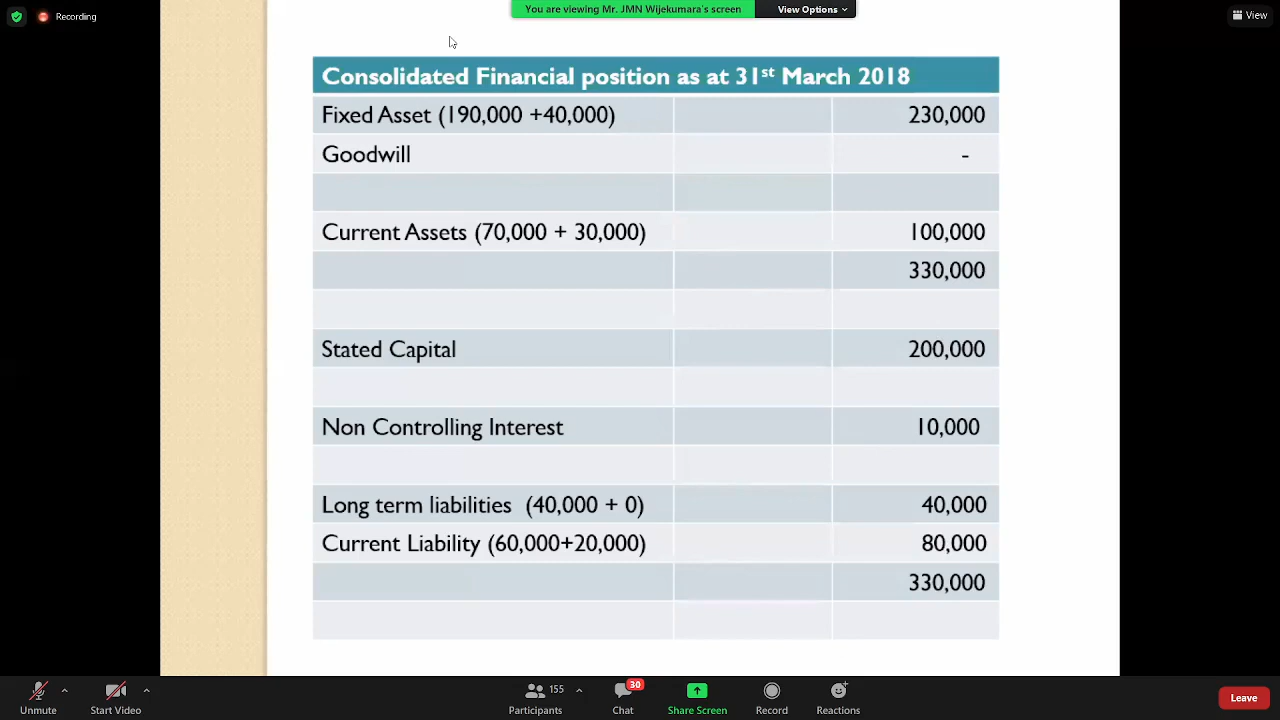 Recording
You are viewing Mr. JMN Wijekumara's screen
View Options
View
Consolidated Financial position as at 31st March 2018
Fixed Asset (190,000 +40,000) 230,000
Goodwill -
Current Assets (70,000 + 30,000) 100,000
330,000
Stated Capital 200,000
Non Controlling Interest 10,000
Long term liabilities (40,000 + 0) 40,000
Current Liability (60,000+20,000) 80,000
330,000
155
30
Unmute
Start Video
Participants
Chat
Share Screen
Record
Reactions
Leave